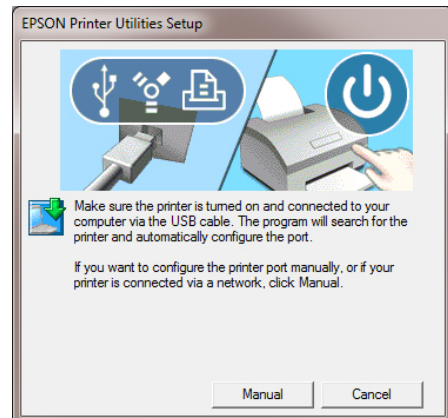 EPSON Printer Utilities Setup
Make sure the printer is turned on and connected to your
computer via the USB cable. The program will search for the
printer and automatically configure the port.
If you want to configure the printer port manually, or if your
printer is connected via a network, click Manual.
Manual
Cancel